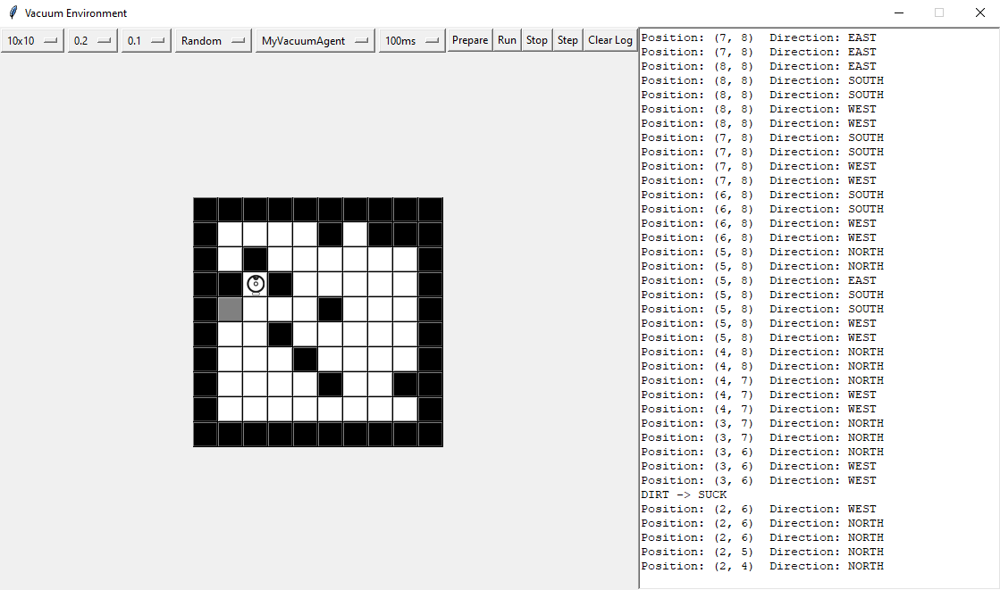 Vacuum Environment
10x10 0.2 0.1 Random MyVacuumAgent 100ms Prepare Run Stop Step Clear Log
Position: (7, 8) Direction: EAST
Position: (7, 8) Direction: EAST
Position: (8, 8) Direction: EAST
Position: (8, 8) Direction: SOUTH
Position: (8, 8) Direction: SOUTH
Position: (8, 8) Direction: WEST
Position: (8, 8) Direction: WEST
Position: (7, 8) Direction: SOUTH
Position: (7, 8) Direction: SOUTH
Position: (7, 8) Direction: WEST
Position: (7, 8) Direction: WEST
Position: (6, 8) Direction: SOUTH
Position: (6, 8) Direction: SOUTH
Position: (6, 8) Direction: WEST
Position: (6, 8) Direction: WEST
Position: (5, 8) Direction: NORTH
Position: (5, 8) Direction: NORTH
Position: (5, 8) Direction: EAST
Position: (5, 8) Direction: SOUTH
Position: (5, 8) Direction: SOUTH
Position: (5, 8) Direction: WEST
Position: (5, 8) Direction: WEST
Position: (4, 8) Direction: NORTH
Position: (4, 8) Direction: NORTH
Position: (4, 7) Direction: NORTH
Position: (4, 7) Direction: WEST
Position: (4, 7) Direction: WEST
Position: (3, 7) Direction: NORTH
Position: (3, 7) Direction: NORTH
Position: (3, 6) Direction: NORTH
Position: (3, 6) Direction: WEST
Position: (3, 6) Direction: WEST
DIRT -> SUCK
Position: (2, 6) Direction: WEST
Position: (2, 6) Direction: NORTH
Position: (2, 6) Direction: NORTH
Position: (2, 5) Direction: NORTH
Position: (2, 4) Direction: NORTH